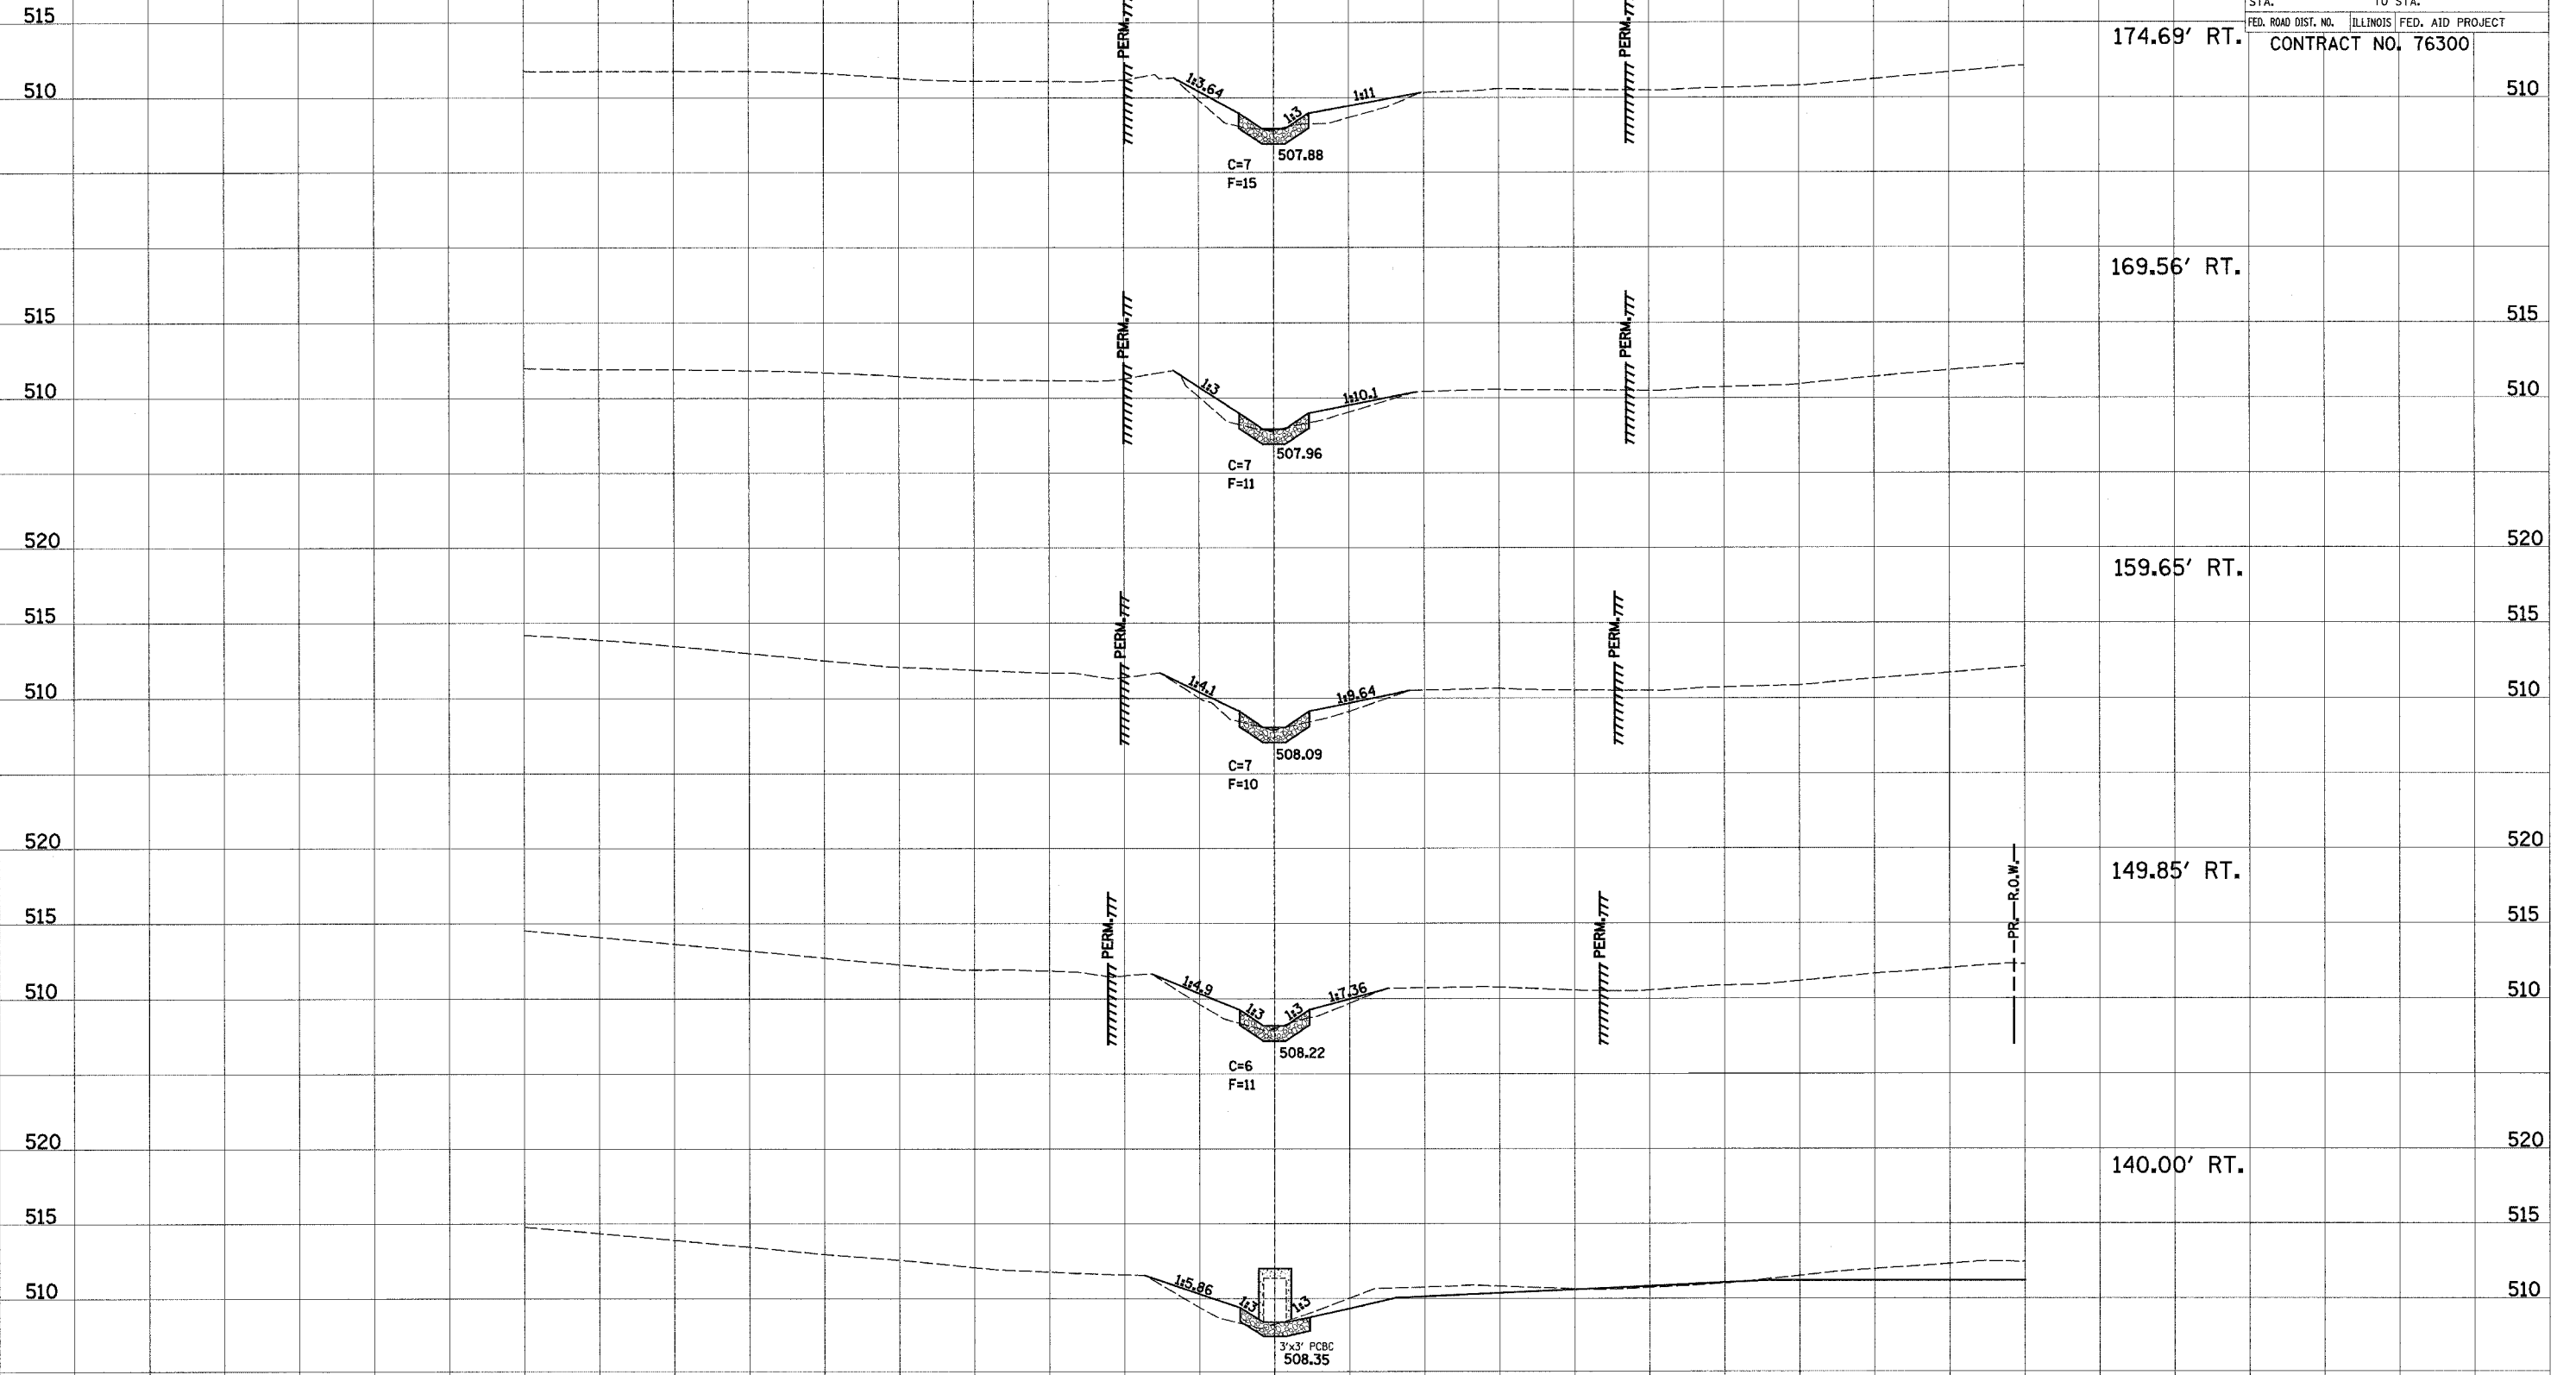 STA. TO STA.
FED. ROAD DIST. NO. ILLINOIS FED. AID PROJECT
CONTRACT NO. 76300
174.69' RT.
515
PERM.
PERM.
510
1:3.64
1:3
1:11
510
507.88
C=7
F=15
169.56' RT.
515
PERM.
PERM.
515
510
1:3
1:10.1
510
507.96
C=7
F=11
520
520
159.65' RT.
515
PERM.
PERM.
515
510
1:4.1
1:9.64
510
508.09
C=7
F=10
520
520
149.85' RT.
515
PERM.
PERM.
PR. R.O.W.
515
510
1:4.9
1:3
1:3
1:7.36
510
508.22
C=6
F=11
520
520
140.00' RT.
515
515
510
1:5.86
1:3
1:3
510
3'x3' PCBC
508.35